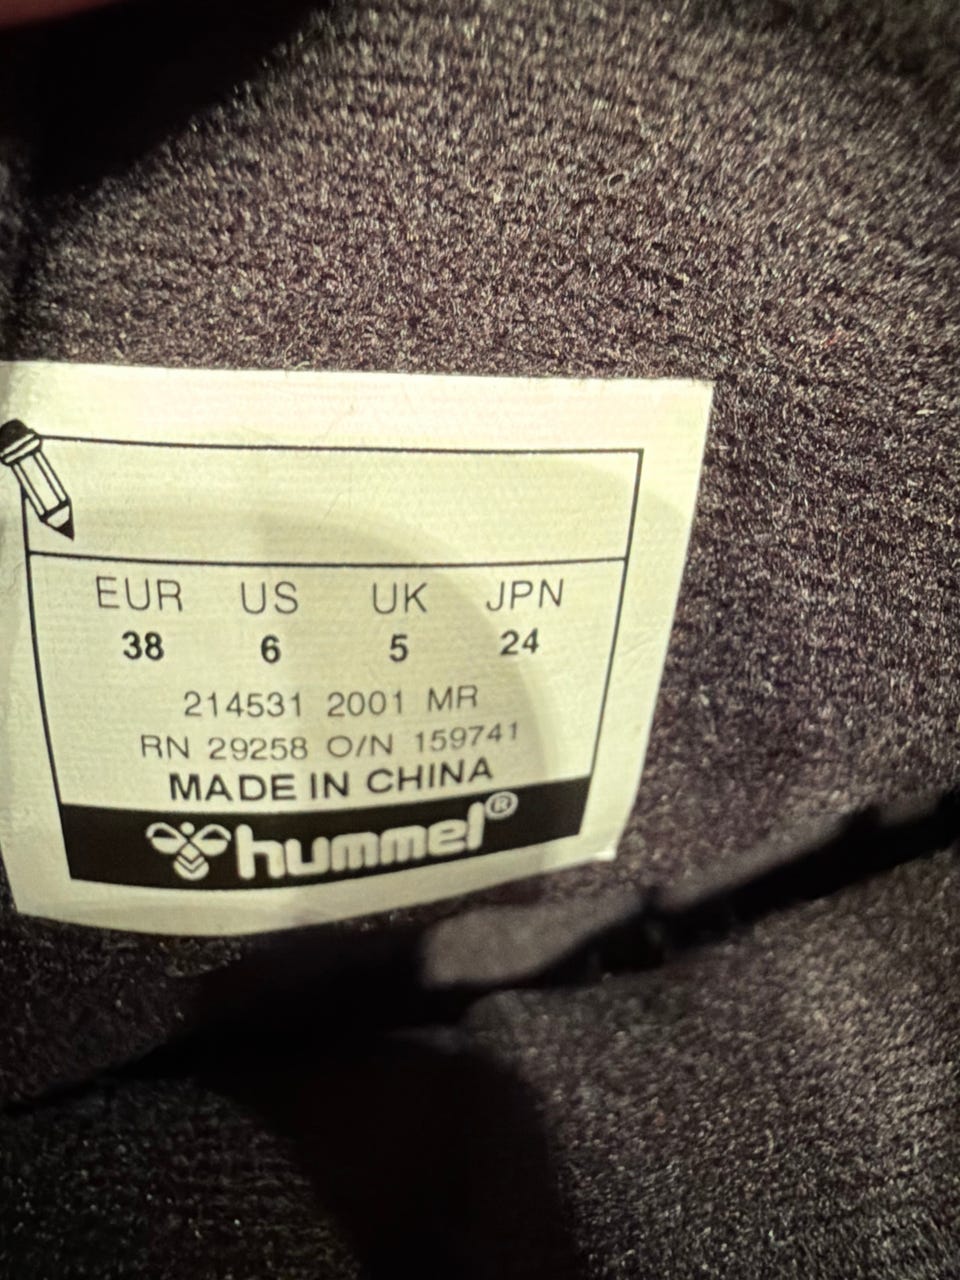 EUR US UK JPN
38 6 5 24
214531 2001 MR
RN 29258 O/N 159741
MADE IN CHINA
hummel®